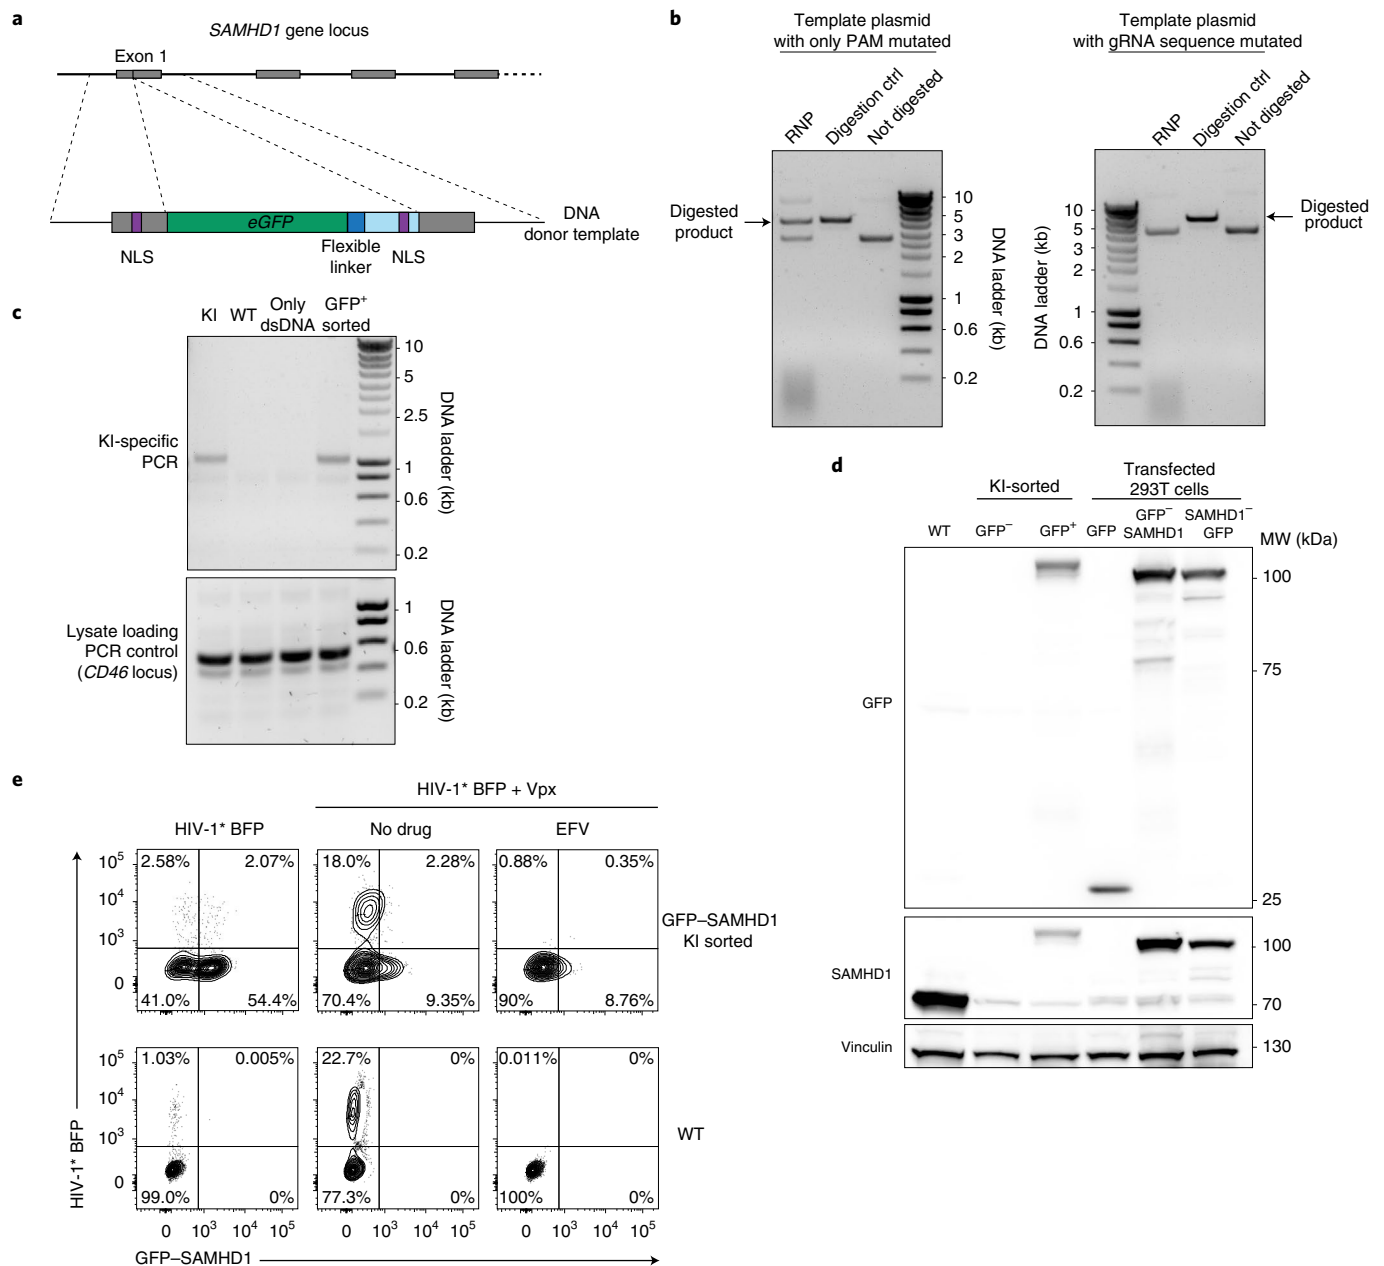 a
SAMHD1 gene locus
Exon 1
eGFP
NLS
Flexible
linker
NLS
DNA
donor template
b
Template plasmid
with only PAM mutated
RNP
Digestion ctrl
Not digested
Digested
product
10
5
3
2
1
0.6
0.2
DNA ladder (kb)
Template plasmid
with gRNA sequence mutated
RNP
Digestion ctrl
Not digested
DNA ladder (kb)
10
5
3
2
1
0.6
0.2
Digested
product
c
KI
WT
Only
dsDNA
GFP+
sorted
KI-specific
PCR
10
5
2.5
1
0.6
0.2
DNA ladder (kb)
Lysate loading
PCR control
(CD46 locus)
1
0.6
0.2
DNA ladder (kb)
d
KI-sorted
Transfected
293T cells
WT
GFP−
GFP+
GFP
GFP−
SAMHD1
SAMHD1−
GFP
MW (kDa)
GFP
100
75
25
SAMHD1
100
70
Vinculin
130
e
HIV-1* BFP + Vpx
HIV-1* BFP
No drug
EFV
10⁵
10⁴
10³
0
2.58%
2.07%
41.0%
54.4%
18.0%
2.28%
70.4%
9.35%
0.88%
0.35%
90%
8.76%
GFP–SAMHD1
KI sorted
10⁵
10⁴
10³
0
1.03%
0.005%
99.0%
0%
22.7%
0%
77.3%
0%
0.011%
0%
100%
0%
WT
0 10³ 10⁴ 10⁵
0 10³ 10⁴ 10⁵
0 10³ 10⁴ 10⁵
HIV-1* BFP
GFP–SAMHD1